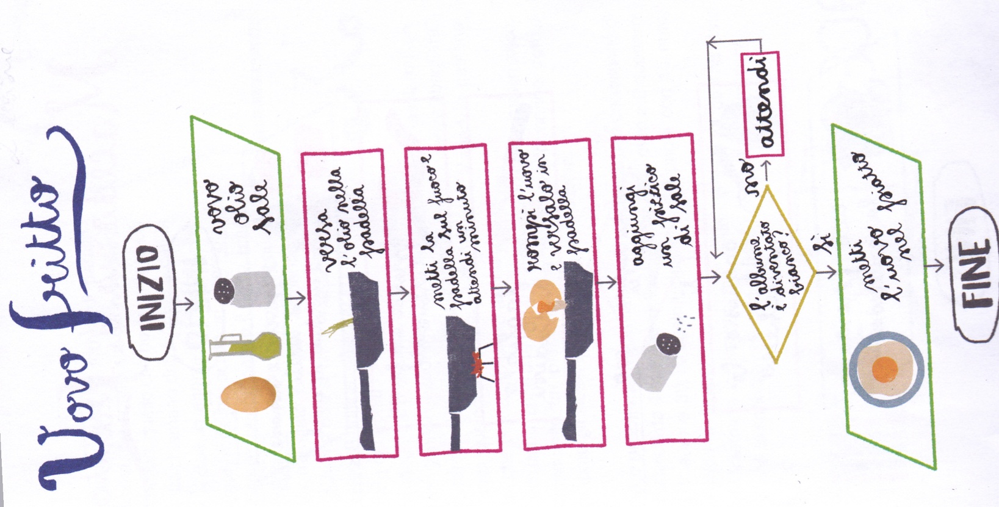 Uovo fritto
INIZIO
uovo
olio
sale
versa
l'olio nella
padella
metti la
padella sul fuoco e
attendi un
minuto
rompi l'uovo
e versalo in
padella
aggiungi
un pizzico
di sale
l'albume
è diventato
bianco?
no
attendi
Si
metti
l'uovo
nel piatto
FINE